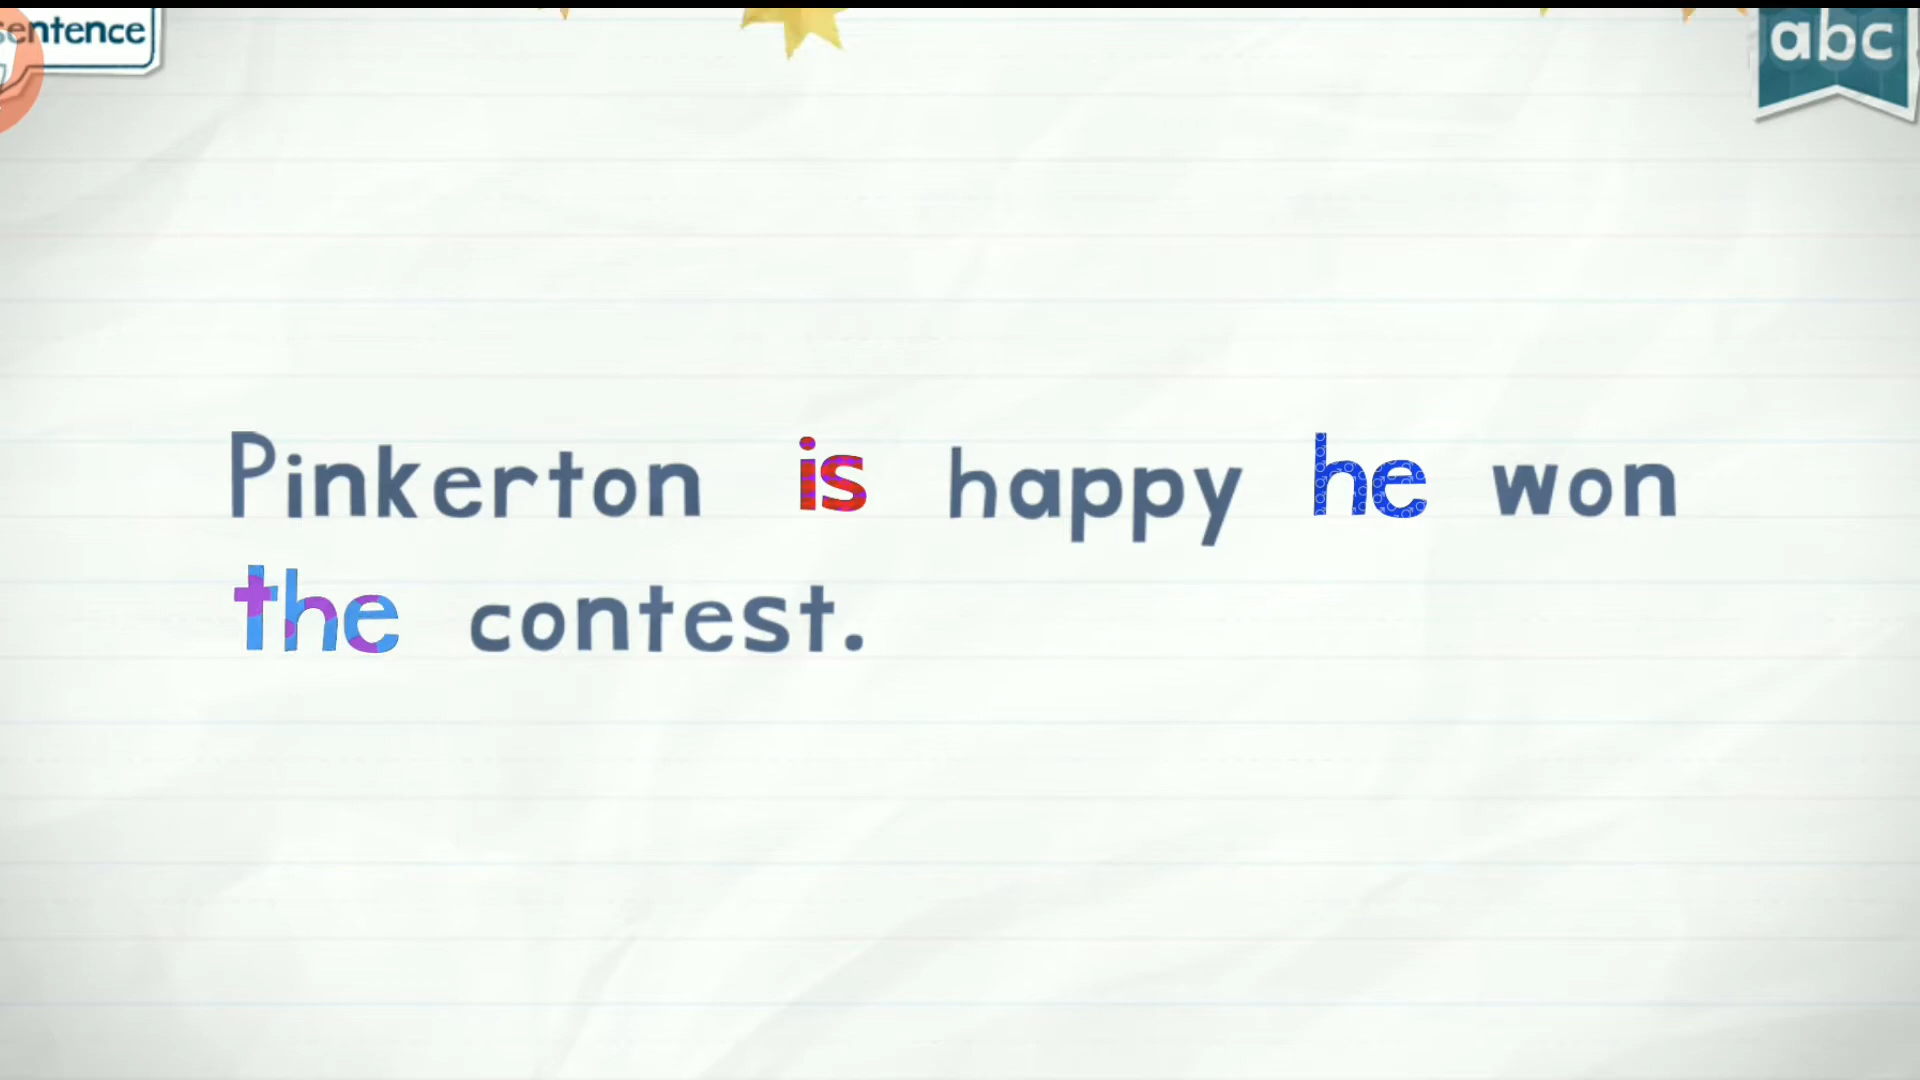 sentence
abc
Pinkerton is happy he won
the contest.